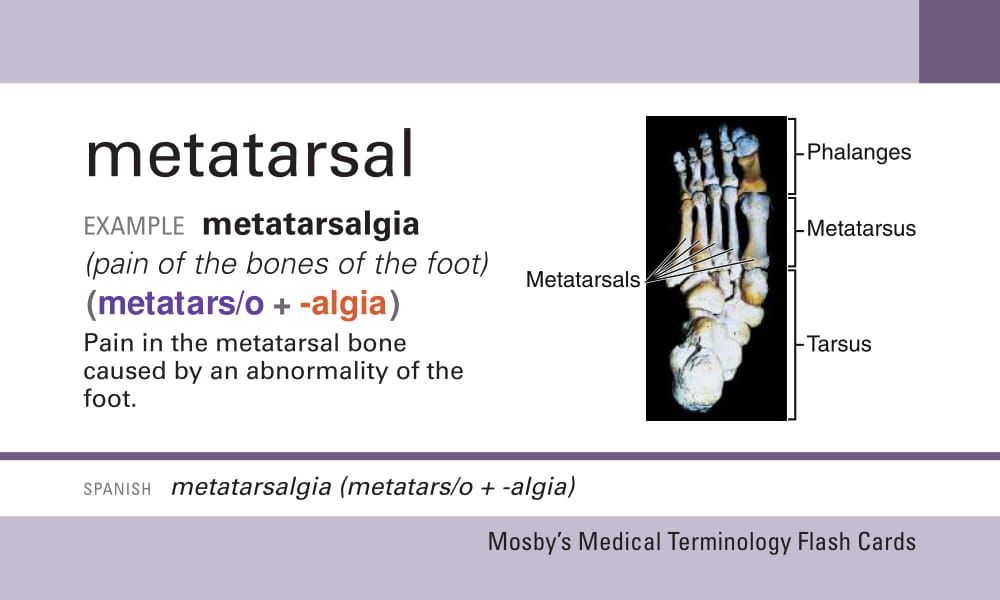 metatarsal
EXAMPLE metatarsalgia
(pain of the bones of the foot)
(metatars/o + -algia)
Pain in the metatarsal bone
caused by an abnormality of the
foot.
Phalanges
Metatarsus
Metatarsals
Tarsus
SPANISH metatarsalgia (metatars/o + -algia)
Mosby's Medical Terminology Flash Cards